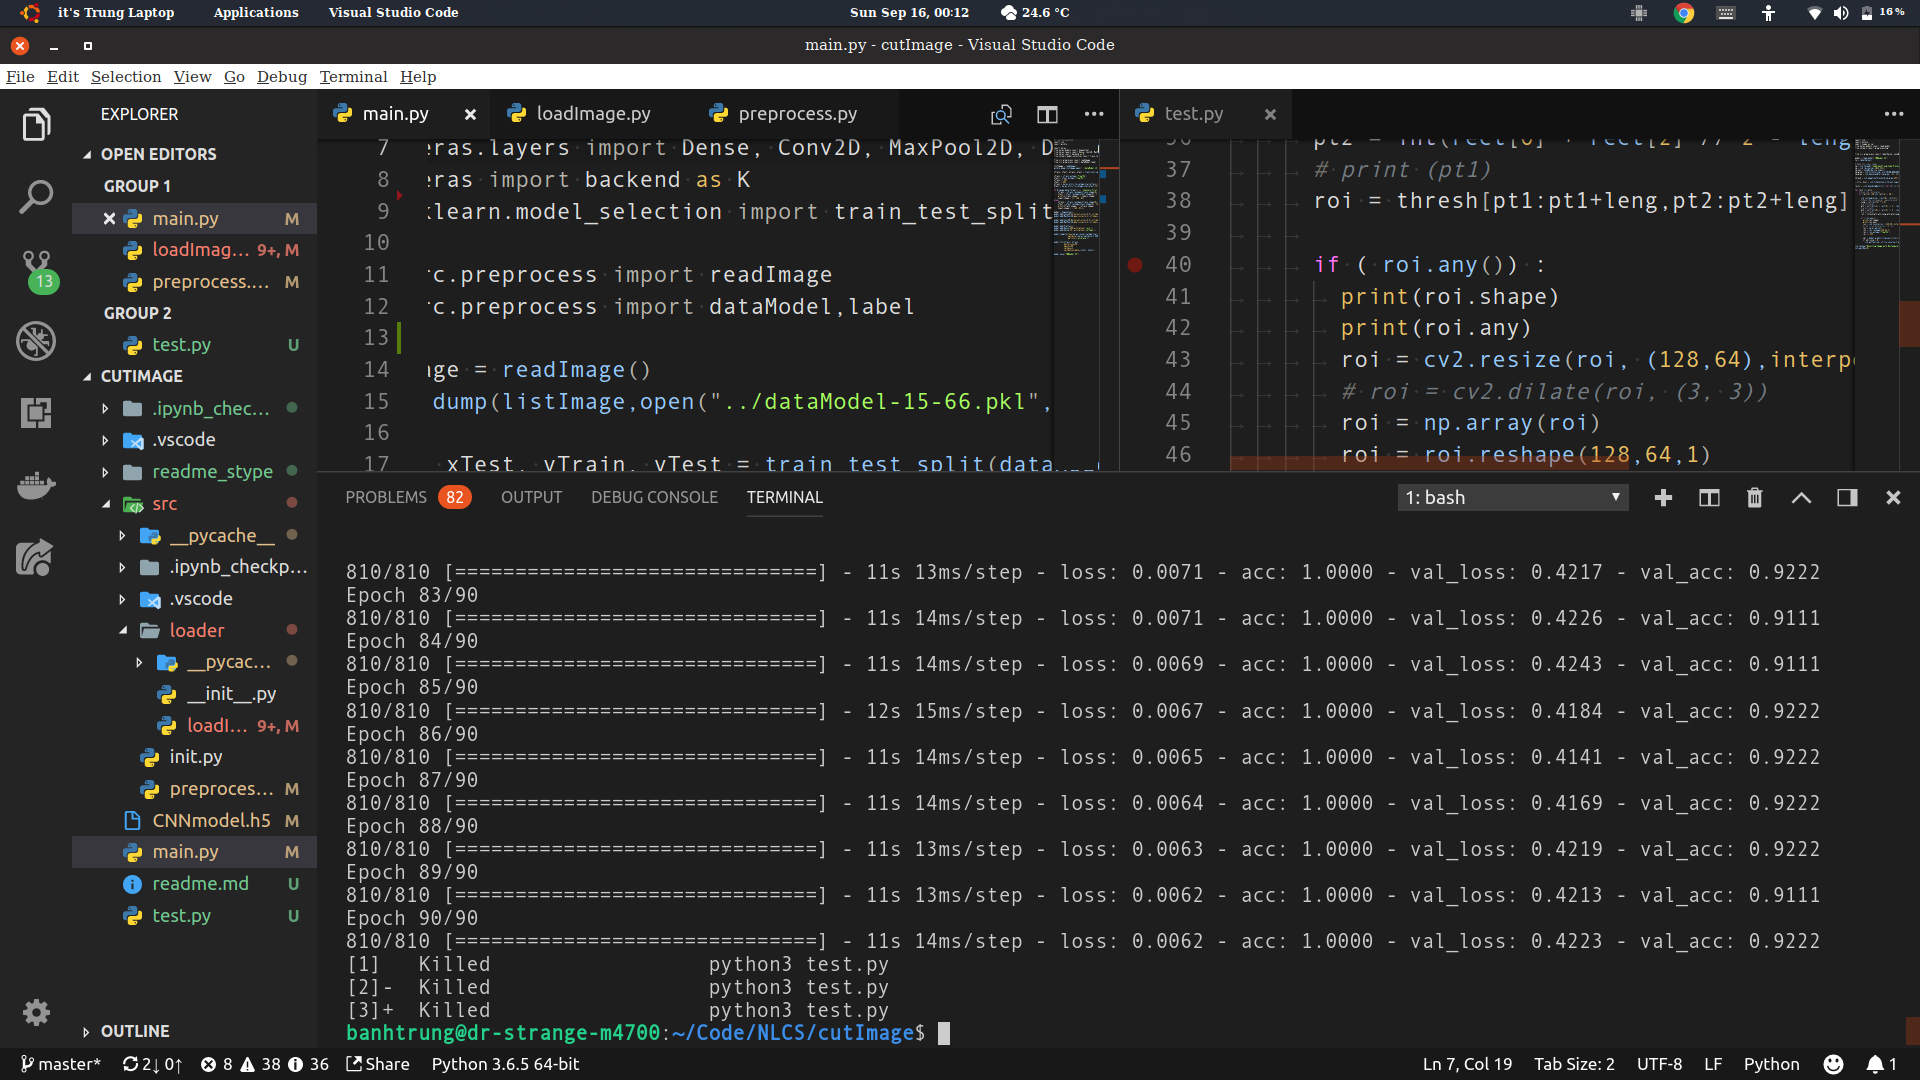 it's Trung Laptop Applications Visual Studio Code Sun Sep 16, 00:12 24.6 °C 16%
main.py - cutImage - Visual Studio Code
File Edit Selection View Go Debug Terminal Help
EXPLORER
OPEN EDITORS
GROUP 1
main.py M
loadImag... 9+, M
preprocess.... M
GROUP 2
test.py U
CUTIMAGE
.ipynb_chec...
.vscode
readme_stype
src
__pycache__
.ipynb_checkp...
.vscode
loader
__pycac...
__init__.py
loadI... 9+, M
init.py
preproces... M
CNNmodel.h5 M
main.py M
readme.md U
test.py U
OUTLINE
13
main.py loadImage.py preprocess.py
7 eras.layers import Dense, Conv2D, MaxPool2D, D
8 eras import backend as K
9 klearn.model_selection import train_test_split
10
11 rc.preprocess import readImage
12 rc.preprocess import dataModel,label
13
14 age = readImage()
15 dump(listImage,open("../dataModel-15-66.pkl",
16
17 xTest, yTrain, yTest = train_test_split(data
test.py
36 pt2 = int(rect[0] + rect[2] // 2 - leng
37 # print (pt1)
38 roi = thresh[pt1:pt1+leng,pt2:pt2+leng]
39
40 if ( roi.any()) :
41 print(roi.shape)
42 print(roi.any)
43 roi = cv2.resize(roi, (128,64),interp
44 # roi = cv2.dilate(roi, (3, 3))
45 roi = np.array(roi)
46 roi = roi.reshape(128,64,1)
PROBLEMS 82 OUTPUT DEBUG CONSOLE TERMINAL 1: bash
810/810 [==============================] - 11s 13ms/step - loss: 0.0071 - acc: 1.0000 - val_loss: 0.4217 - val_acc: 0.9222
Epoch 83/90
810/810 [==============================] - 11s 14ms/step - loss: 0.0071 - acc: 1.0000 - val_loss: 0.4226 - val_acc: 0.9111
Epoch 84/90
810/810 [==============================] - 11s 14ms/step - loss: 0.0069 - acc: 1.0000 - val_loss: 0.4243 - val_acc: 0.9111
Epoch 85/90
810/810 [==============================] - 12s 15ms/step - loss: 0.0067 - acc: 1.0000 - val_loss: 0.4184 - val_acc: 0.9222
Epoch 86/90
810/810 [==============================] - 11s 14ms/step - loss: 0.0065 - acc: 1.0000 - val_loss: 0.4141 - val_acc: 0.9222
Epoch 87/90
810/810 [==============================] - 11s 14ms/step - loss: 0.0064 - acc: 1.0000 - val_loss: 0.4169 - val_acc: 0.9222
Epoch 88/90
810/810 [==============================] - 11s 13ms/step - loss: 0.0063 - acc: 1.0000 - val_loss: 0.4219 - val_acc: 0.9222
Epoch 89/90
810/810 [==============================] - 11s 13ms/step - loss: 0.0062 - acc: 1.0000 - val_loss: 0.4213 - val_acc: 0.9111
Epoch 90/90
810/810 [==============================] - 11s 14ms/step - loss: 0.0062 - acc: 1.0000 - val_loss: 0.4223 - val_acc: 0.9222
[1] Killed python3 test.py
[2]- Killed python3 test.py
[3]+ Killed python3 test.py
banhtrung@dr-strange-m4700:~/Code/NLCS/cutImage$
master* 2↓ 0↑ 8 38 36 Share Python 3.6.5 64-bit Ln 7, Col 19 Tab Size: 2 UTF-8 LF Python 1